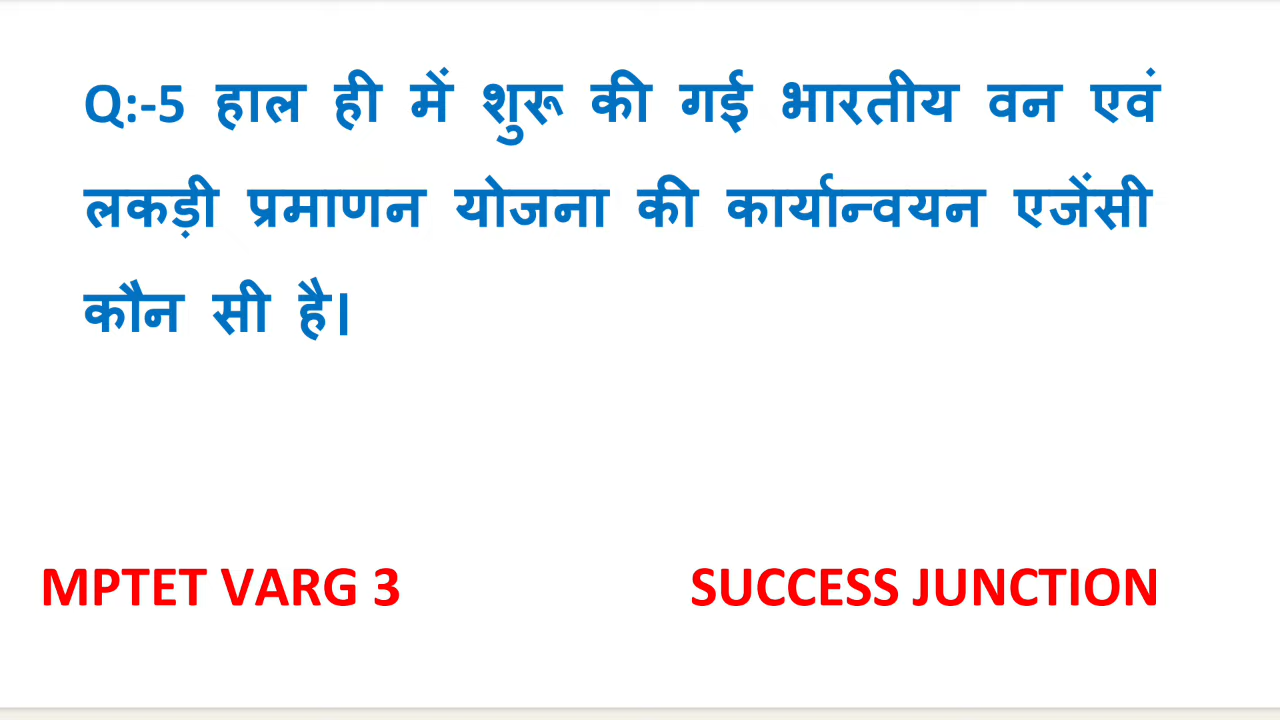 Q:-5 हाल ही में शुरू की गई भारतीय वन एवं
लकड़ी प्रमाणन योजना की कार्यान्वयन एजेंसी
कौन सी है।
MPTET VARG 3 SUCCESS JUNCTION